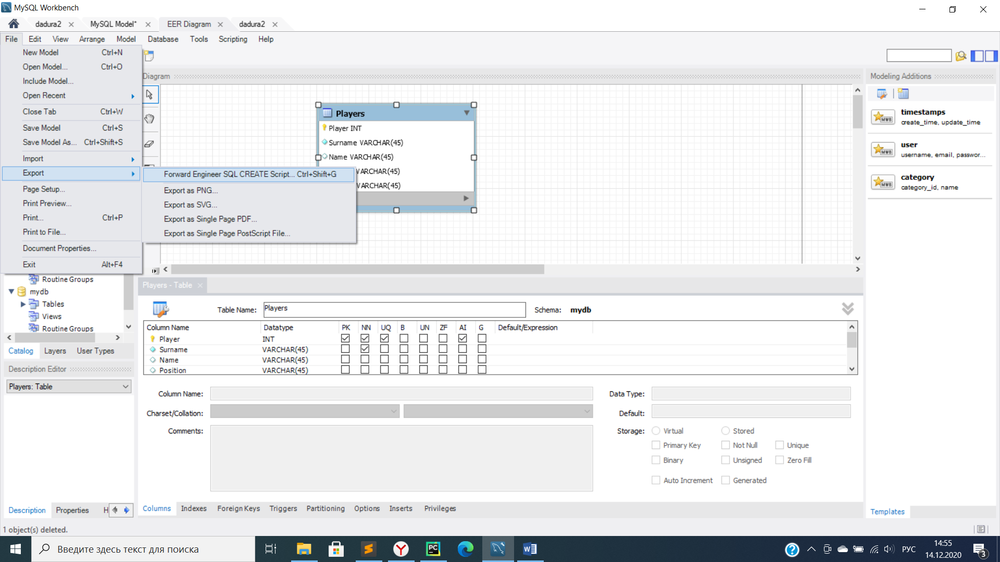 MySQL Workbench
dadura2 MySQL Model* EER Diagram dadura2
File Edit View Arrange Model Database Tools Scripting Help
New Model Ctrl+N
Open Model... Ctrl+O
Include Model...
Open Recent
Close Tab Ctrl+W
Save Model Ctrl+S
Save Model As... Ctrl+Shift+S
Import
Export
Page Setup...
Print Preview...
Print... Ctrl+P
Print to File...
Document Properties...
Exit Alt+F4
Forward Engineer SQL CREATE Script... Ctrl+Shift+G
Export as PNG...
Export as SVG...
Export as Single Page PDF...
Export as Single Page PostScript File...
Diagram
Players
Player INT
Surname VARCHAR(45)
Name VARCHAR(45)
VARCHAR(45)
VARCHAR(45)
Modeling Additions
MWB
timestamps
create_time, update_time
MWB
user
username, email, passwor...
MWB
category
category_id, name
Templates
Routine Groups
mydb
Tables
Views
Routine Groups
Catalog Layers User Types
Description Editor
Players: Table
Description Properties H
Players - Table
Table Name: Players Schema: mydb
Column Name Datatype PK NN UQ B UN ZF AI G Default/Expression
Player INT
Surname VARCHAR(45)
Name VARCHAR(45)
Position VARCHAR(45)
Column Name: Data Type:
Charset/Collation: Default:
Comments: Storage: Virtual Stored
Primary Key Not Null Unique
Binary Unsigned Zero Fill
Auto Increment Generated
Columns Indexes Foreign Keys Triggers Partitioning Options Inserts Privileges
1 object(s) deleted.
Введите здесь текст для поиска
РУС
14:55
14.12.2020
3